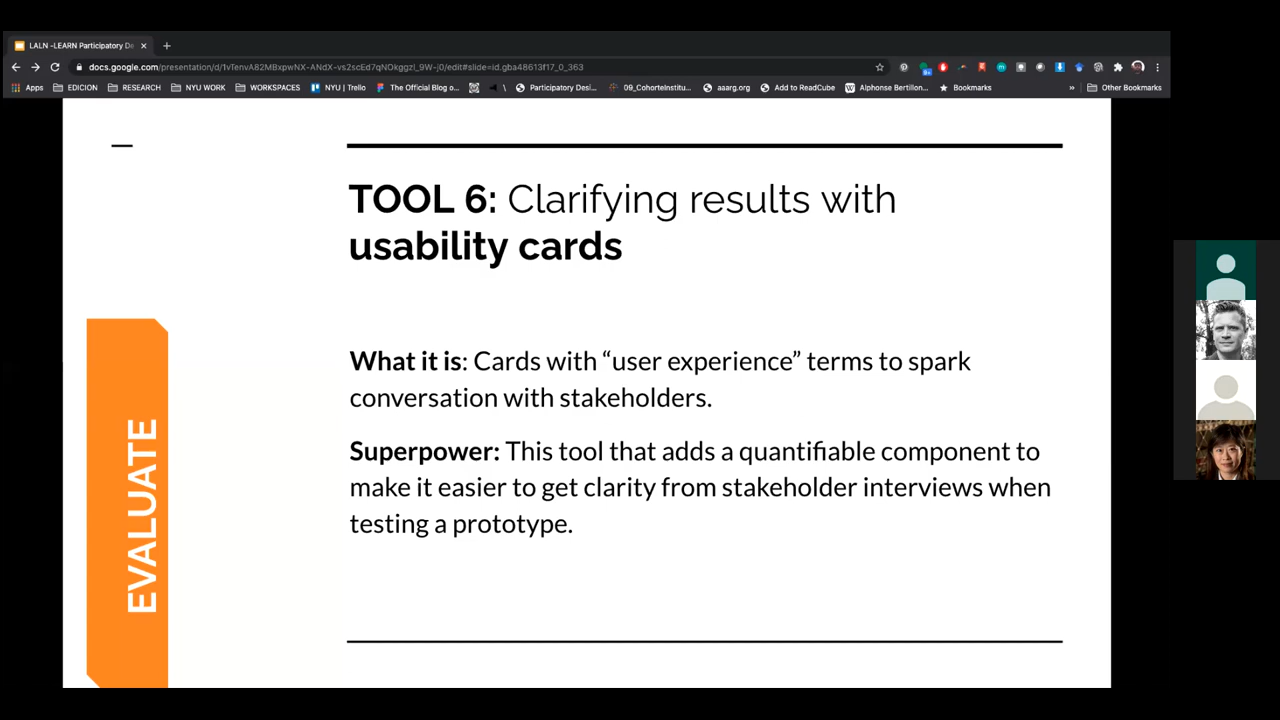 LALN -LEARN Participatory De
docs.google.com/presentation/d/1vTenvA82MBxpwNX-ANdX-vs2scEd7qNOkggzl_9W-j0/edit#slide=id.gba48613f17_0_363
Apps EDICION RESEARCH NYU WORK WORKSPACES NYU | Trello The Official Blog o... \ Participatory Desi... 09_CohorteInstitu... aaarg.org Add to ReadCube Alphonse Bertillon... Bookmarks » Other Bookmarks
TOOL 6: Clarifying results with
usability cards
What it is: Cards with “user experience” terms to spark
conversation with stakeholders.
Superpower: This tool that adds a quantifiable component to
make it easier to get clarity from stakeholder interviews when
testing a prototype.
EVALUATE